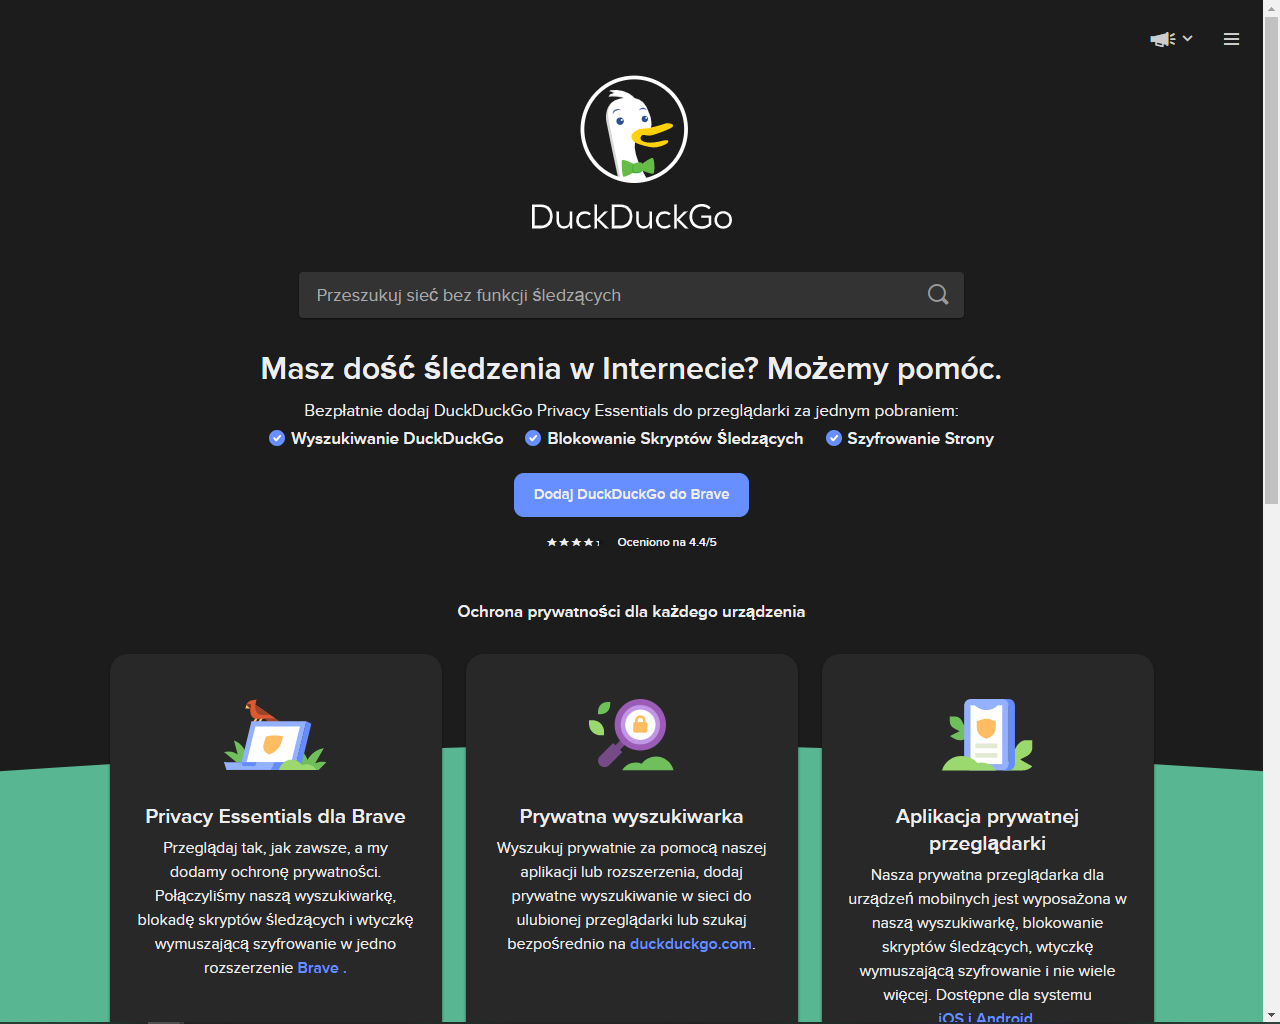 DuckDuckGo
Przeszukuj sieć bez funkcji śledzących
Masz dość śledzenia w Internecie? Możemy pomóc.
Bezpłatnie dodaj DuckDuckGo Privacy Essentials do przeglądarki za jednym pobraniem:
Wyszukiwanie DuckDuckGo Blokowanie Skryptów Śledzących Szyfrowanie Strony
Dodaj DuckDuckGo do Brave
Oceniono na 4.4/5
Ochrona prywatności dla każdego urządzenia
Privacy Essentials dla Brave
Przeglądaj tak, jak zawsze, a my
dodamy ochronę prywatności.
Połączyliśmy naszą wyszukiwarkę,
blokadę skryptów śledzących i wtyczkę
wymuszającą szyfrowanie w jedno
rozszerzenie Brave .
Prywatna wyszukiwarka
Wyszukuj prywatnie za pomocą naszej
aplikacji lub rozszerzenia, dodaj
prywatne wyszukiwanie w sieci do
ulubionej przeglądarki lub szukaj
bezpośrednio na duckduckgo.com.
Aplikacja prywatnej
przeglądarki
Nasza prywatna przeglądarka dla
urządzeń mobilnych jest wyposażona w
naszą wyszukiwarkę, blokowanie
skryptów śledzących, wtyczkę
wymuszającą szyfrowanie i nie wiele
więcej. Dostępne dla systemu
iOS i Android